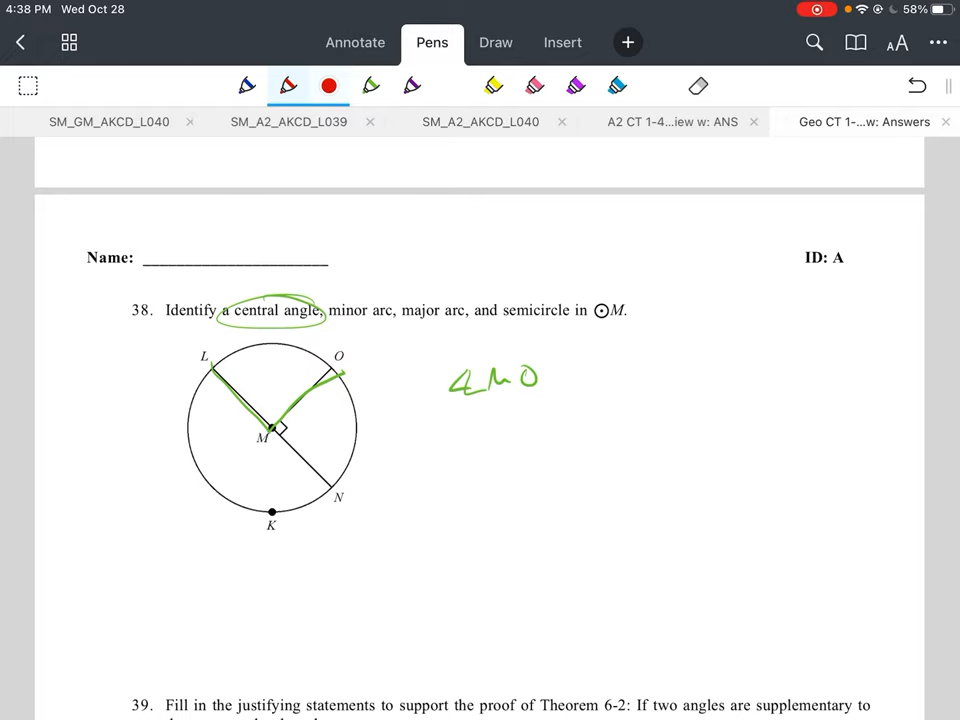 4:38 PM Wed Oct 28
58%
Annotate Pens Draw Insert
AA
SM_GM_AKCD_L040 × SM_A2_AKCD_L039 × SM_A2_AKCD_L040 × A2 CT 1-4...iew w: ANS × Geo CT 1-...w: Answers ×
Name: ______________________ ID: A
38. Identify a central angle, minor arc, major arc, and semicircle in ⊙M.
L O
∠MO
M
N
K
39. Fill in the justifying statements to support the proof of Theorem 6-2: If two angles are supplementary to